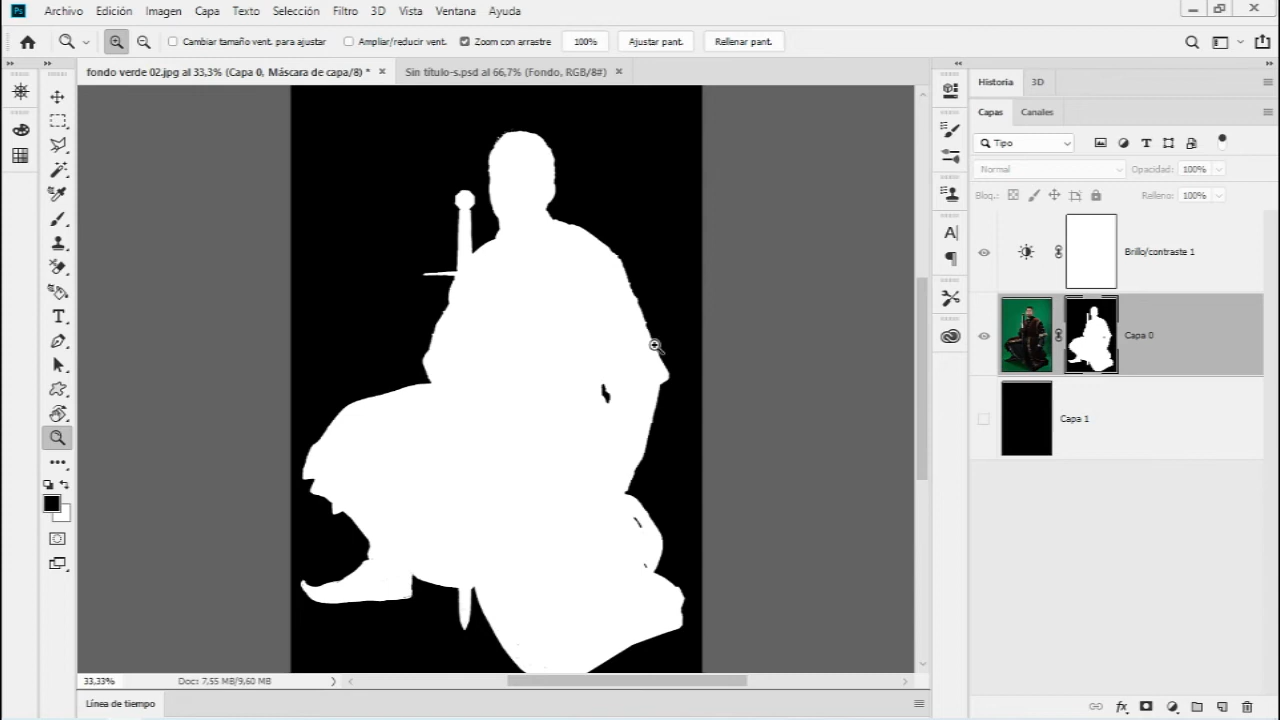 Ps Archivo Edición Imagen Capa Texto Selección Filtro 3D Vista Ventana Ayuda
Cambiar tamaño vent. para ajustar Ampliar/reducir vent. Zoom con arrastre 100% Ajustar pant. Rellenar pant.
fondo verde 02.jpg al 33,3% (Capa 0, Máscara de capa/8) * Sin título-s.psd al 66,7% (Fondo, RGB/8#)
Historia 3D
Capas Canales
Tipo
Normal Opacidad: 100%
Bloq.: Relleno: 100%
Brillo/contraste 1
Capa 0
Capa 1
33,33% Doc: 7,55 MB/9,60 MB
Línea de tiempo